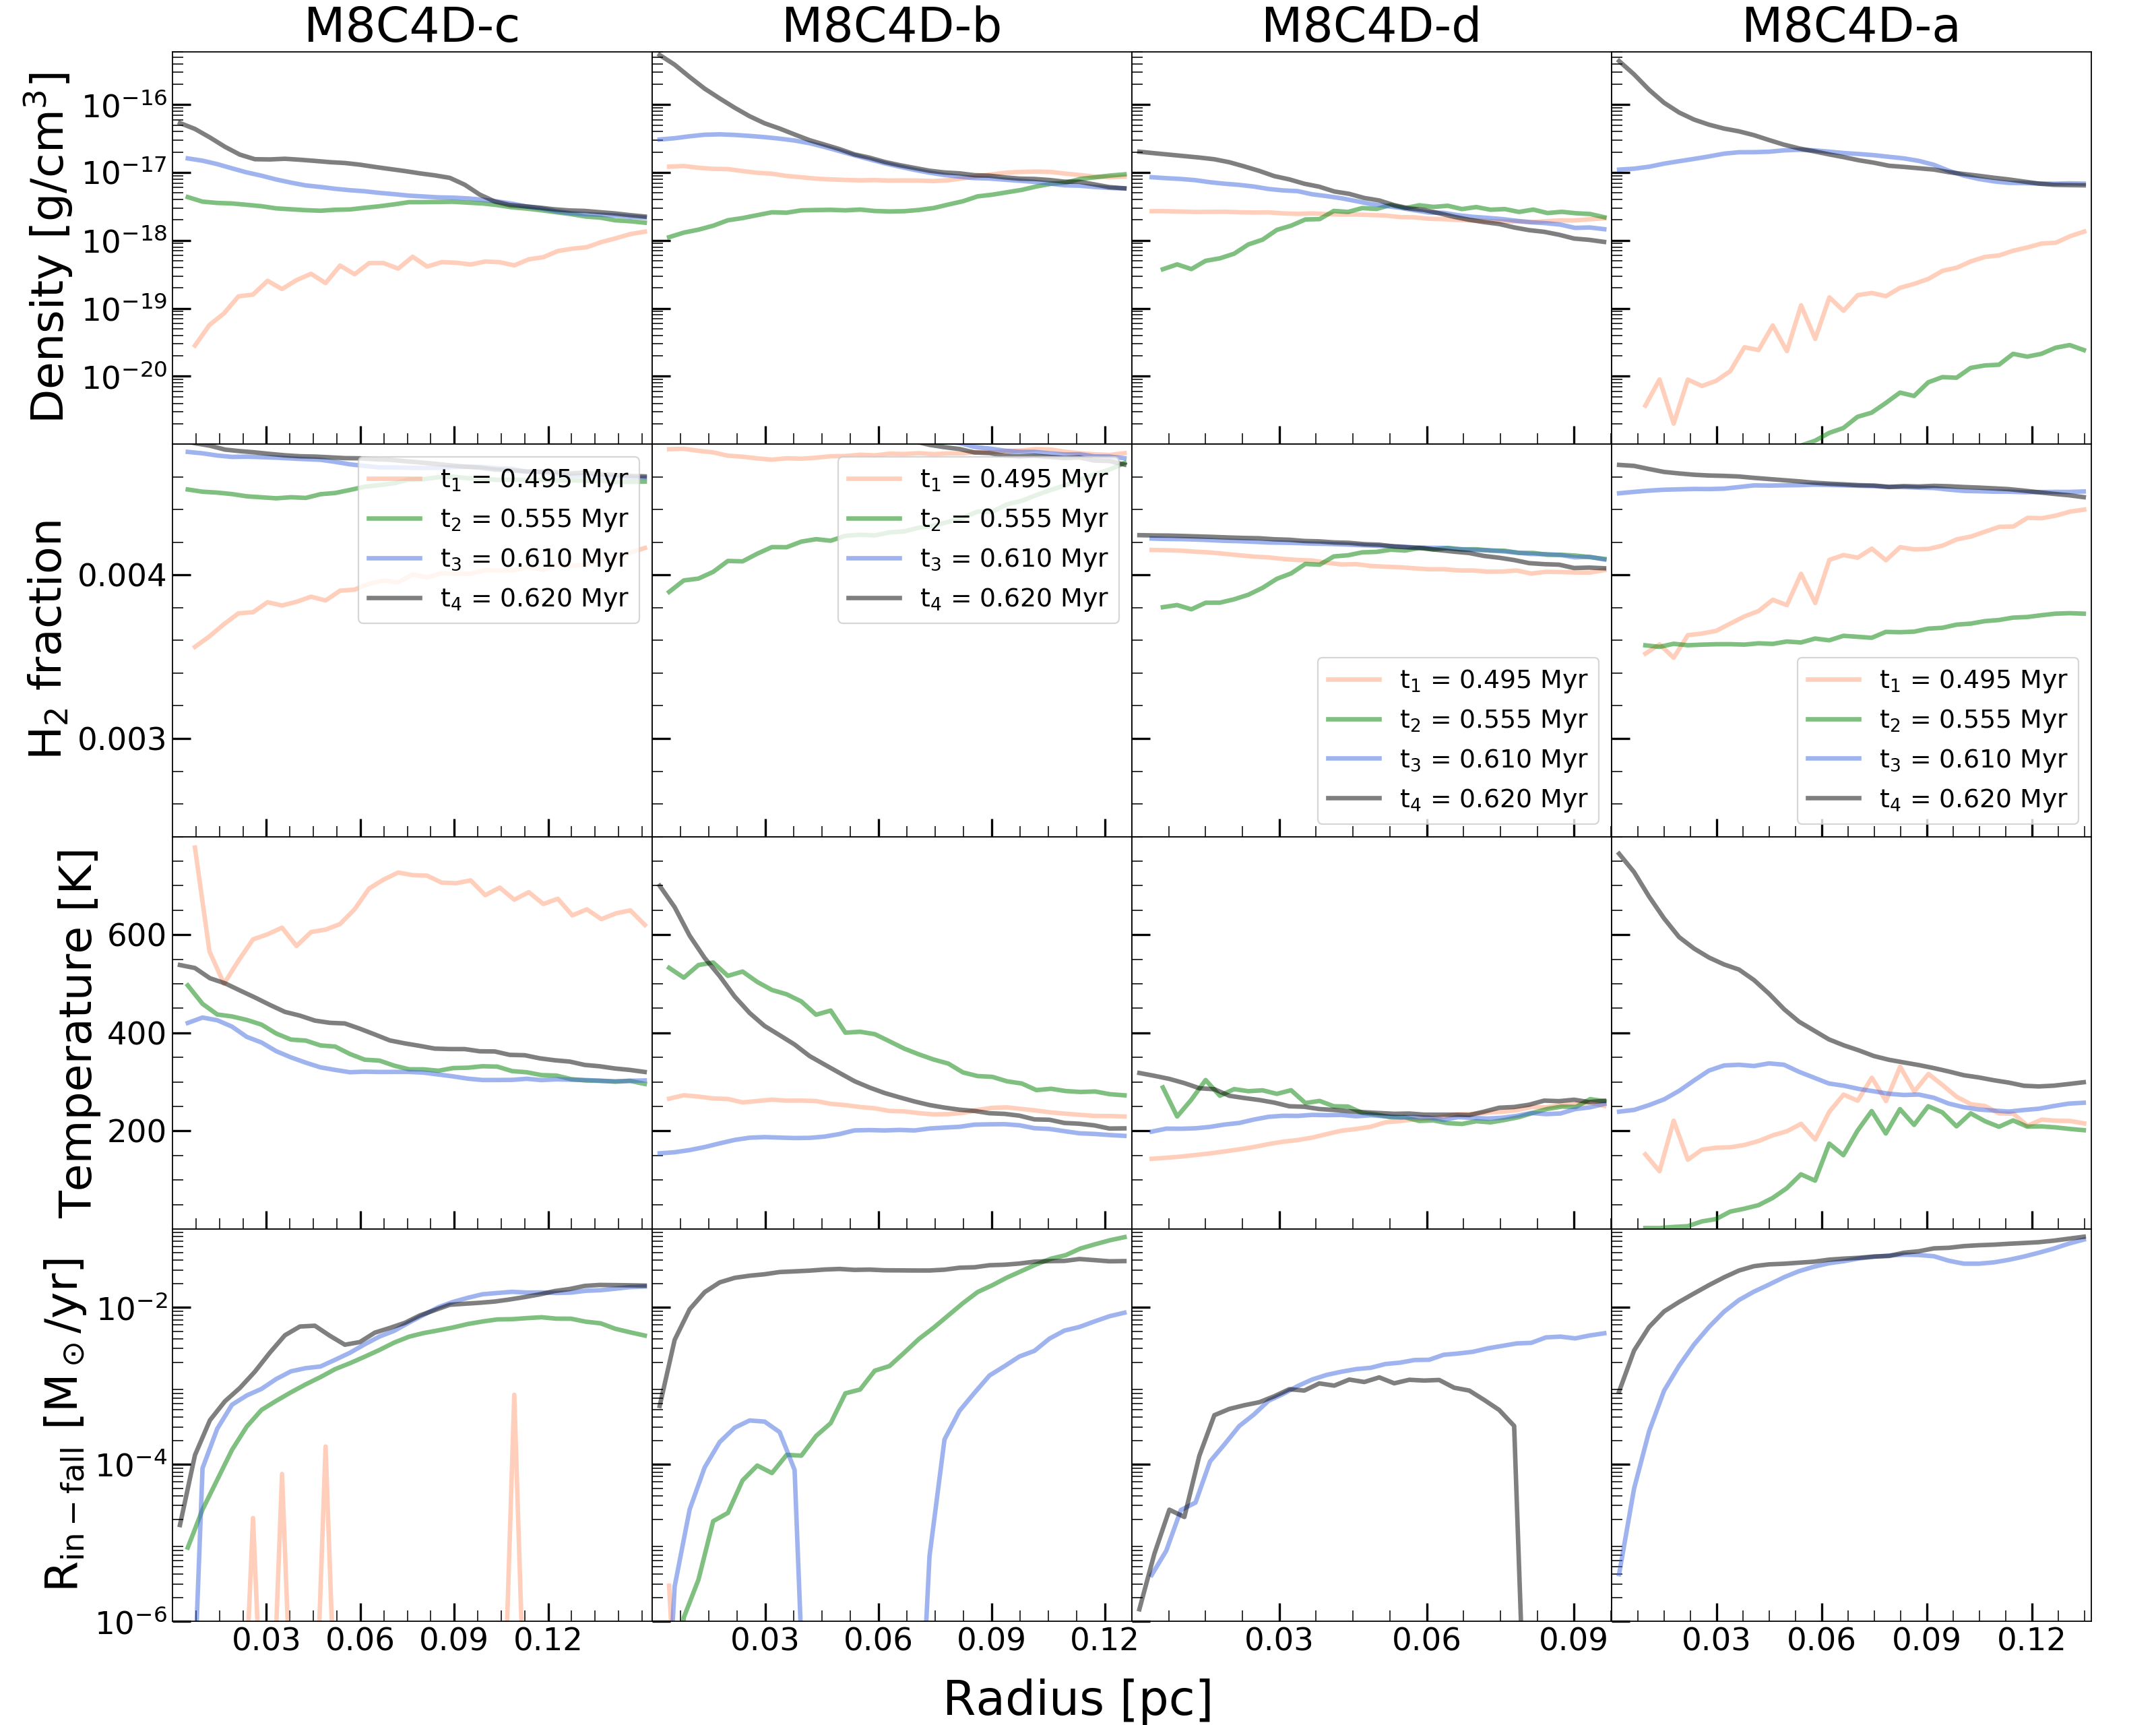 M8C4D-c M8C4D-b M8C4D-d M8C4D-a
Density [g/cm³]
10⁻¹⁶
10⁻¹⁷
10⁻¹⁸
10⁻¹⁹
10⁻²⁰
H₂ fraction
0.004
0.003
t₁ = 0.495 Myr
t₂ = 0.555 Myr
t₃ = 0.610 Myr
t₄ = 0.620 Myr
t₁ = 0.495 Myr
t₂ = 0.555 Myr
t₃ = 0.610 Myr
t₄ = 0.620 Myr
t₁ = 0.495 Myr
t₂ = 0.555 Myr
t₃ = 0.610 Myr
t₄ = 0.620 Myr
t₁ = 0.495 Myr
t₂ = 0.555 Myr
t₃ = 0.610 Myr
t₄ = 0.620 Myr
Temperature [K]
600
400
200
R_in−fall [M⊙/yr]
10⁻²
10⁻⁴
10⁻⁶
0.03 0.06 0.09 0.12 0.03 0.06 0.09 0.12 0.03 0.06 0.09 0.03 0.06 0.09 0.12
Radius [pc]